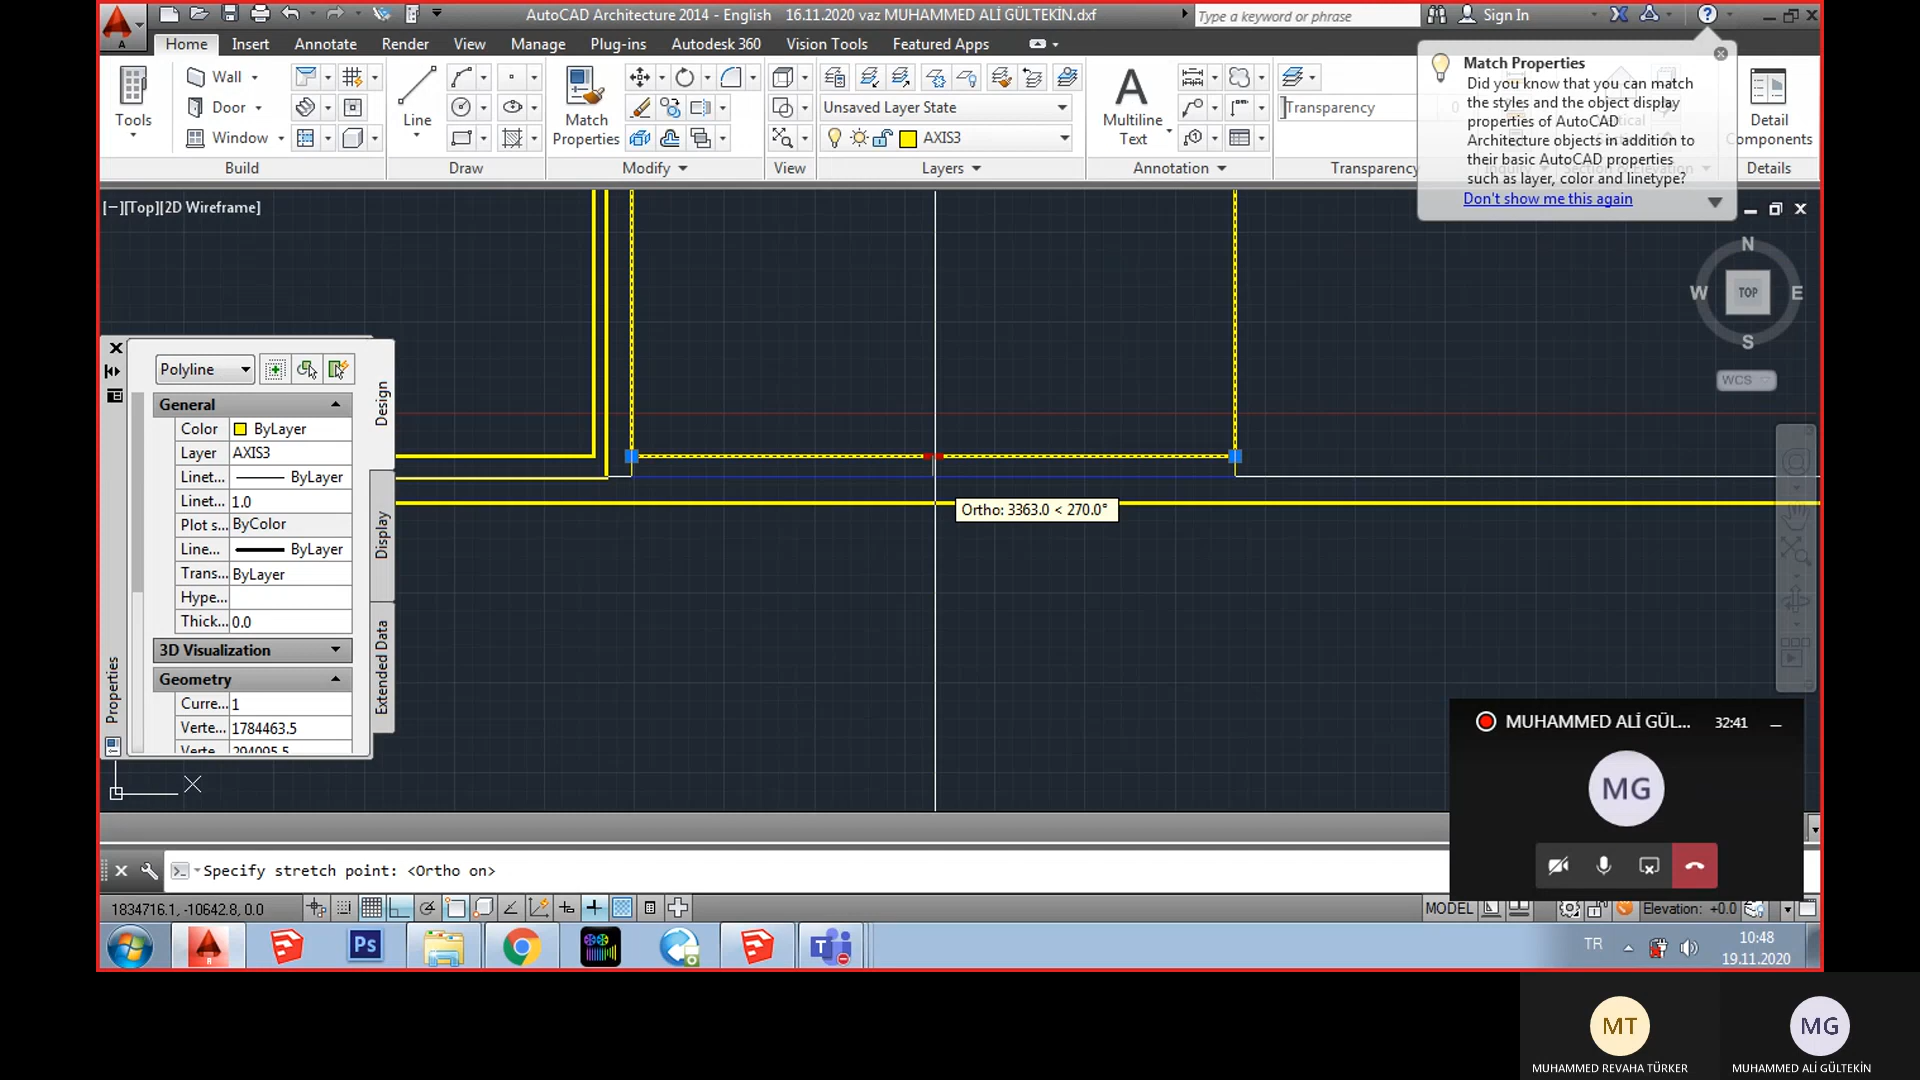 AutoCAD Architecture 2014 - English 16.11.2020 vaz MUHAMMED ALİ GÜLTEKİN.dxf
Type a keyword or phrase
Sign In
Home Insert Annotate Render View Manage Plug-ins Autodesk 360 Vision Tools Featured Apps
Tools
Wall
Door
Window
Build
Line
Draw
Match
Properties
Modify
View
Unsaved Layer State
AXIS3
Layers
A
Multiline
Text
Annotation
Transparency
Transparency
Match Properties
Did you know that you can match
the styles and the object display
properties of AutoCAD
Architecture objects in addition to
their basic AutoCAD properties
such as layer, color and linetype?
Don't show me this again
Detail
Components
Details
[−][Top][2D Wireframe]
N
W TOP E
S
WCS
Polyline
General
Color ByLayer
Layer AXIS3
Linet... ByLayer
Linet... 1.0
Plot s... ByColor
Line... ByLayer
Trans... ByLayer
Hype...
Thick... 0.0
3D Visualization
Geometry
Curre... 1
Verte... 1784463.5
Verte... 294095.5
Design
Display
Extended Data
Properties
Ortho: 3363.0 < 270.0°
MUHAMMED ALİ GÜL... 32:41
MG
Specify stretch point: <Ortho on>
1834716.1, -10642.8, 0.0
MODEL
Elevation: +0.0
Ps
TR
10:48
19.11.2020
MT
MG
MUHAMMED REVAHA TÜRKER
MUHAMMED ALİ GÜLTEKİN